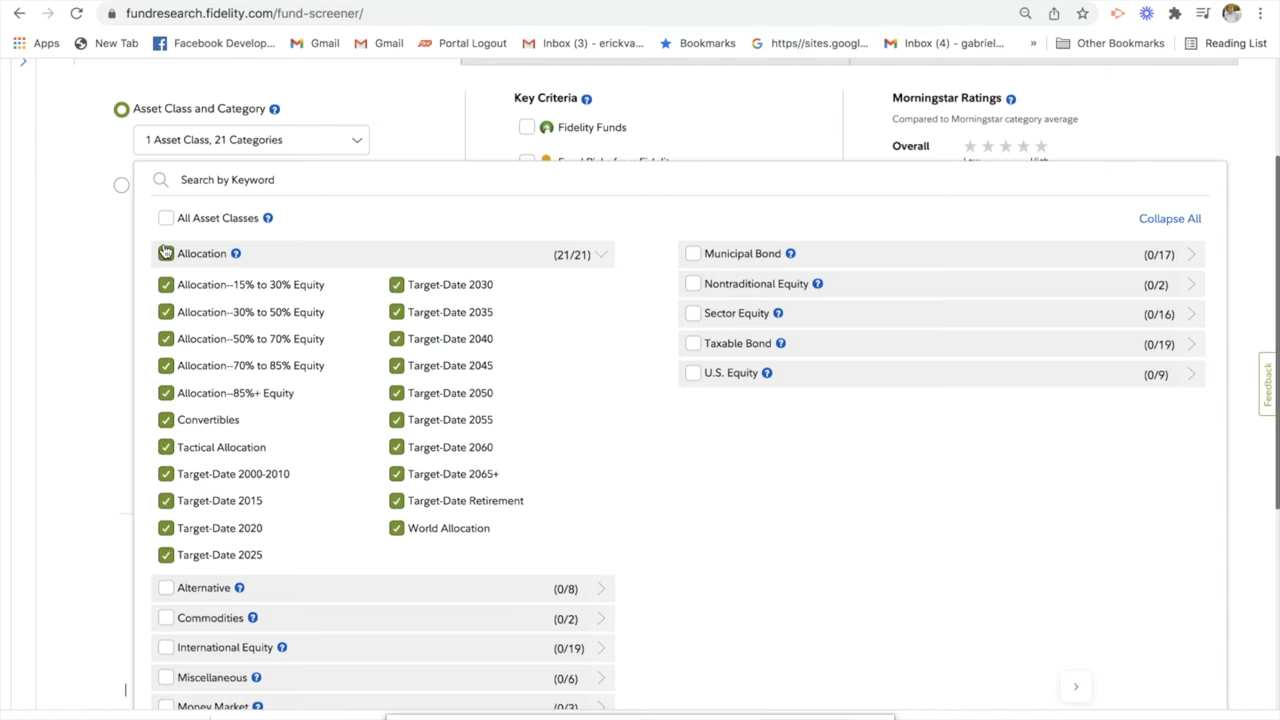 fundresearch.fidelity.com/fund-screener/
Apps New Tab Facebook Develop... Gmail Gmail Portal Logout Inbox (3) - erickva... Bookmarks https//sites.googl... Inbox (4) - gabriel... » Other Bookmarks Reading List
Asset Class and Category ?
1 Asset Class, 21 Categories
Key Criteria ?
Fidelity Funds
Morningstar Ratings ?
Compared to Morningstar category average
Overall
Search by Keyword
All Asset Classes ?
Collapse All
Allocation ? (21/21)
Allocation--15% to 30% Equity
Allocation--30% to 50% Equity
Allocation--50% to 70% Equity
Allocation--70% to 85% Equity
Allocation--85%+ Equity
Convertibles
Tactical Allocation
Target-Date 2000-2010
Target-Date 2015
Target-Date 2020
Target-Date 2025
Target-Date 2030
Target-Date 2035
Target-Date 2040
Target-Date 2045
Target-Date 2050
Target-Date 2055
Target-Date 2060
Target-Date 2065+
Target-Date Retirement
World Allocation
Alternative ? (0/8)
Commodities ? (0/2)
International Equity ? (0/19)
Miscellaneous ? (0/6)
Money Market ? (0/3)
Municipal Bond ? (0/17)
Nontraditional Equity ? (0/2)
Sector Equity ? (0/16)
Taxable Bond ? (0/19)
U.S. Equity ? (0/9)
Feedback